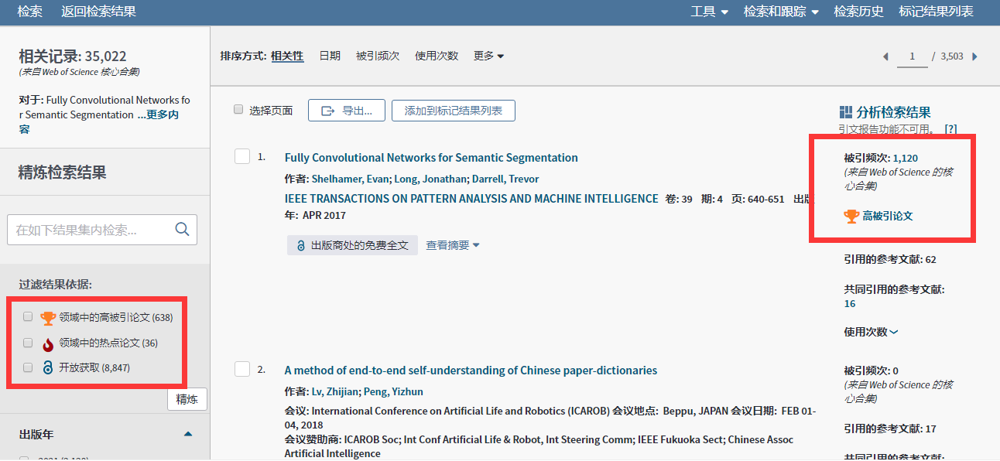 检索 返回检索结果 工具 检索和跟踪 检索历史 标记结果列表
相关记录: 35,022
(来自 Web of Science 核心合集)
对于: Fully Convolutional Networks fo
r Semantic Segmentation ...更多内
容
精炼检索结果
在如下结果集内检索...
过滤结果依据:
领域中的高被引论文 (638)
领域中的热点论文 (36)
开放获取 (8,847)
精炼
出版年
排序方式: 相关性 日期 被引频次 使用次数 更多
1 / 3,503
选择页面 导出... 添加到标记结果列表
分析检索结果
引文报告功能不可用。 [?]
1. Fully Convolutional Networks for Semantic Segmentation
作者: Shelhamer, Evan; Long, Jonathan; Darrell, Trevor
IEEE TRANSACTIONS ON PATTERN ANALYSIS AND MACHINE INTELLIGENCE 卷: 39 期: 4 页: 640-651 出版
年: APR 2017
出版商处的免费全文 查看摘要
被引频次: 1,120
(来自 Web of Science 的核
心合集)
高被引论文
引用的参考文献: 62
共同引用的参考文献:
16
使用次数
2. A method of end-to-end self-understanding of Chinese paper-dictionaries
作者: Lv, Zhijian; Peng, Yizhun
会议: International Conference on Artificial Life and Robotics (ICAROB) 会议地点: Beppu, JAPAN 会议日期: FEB 01-
04, 2018
会议赞助商: ICAROB Soc; Int Conf Artificial Life & Robot, Int Steering Comm; IEEE Fukuoka Sect; Chinese Assoc
Artificial Intelligence
被引频次: 0
(来自 Web of Science 的核
心合集)
引用的参考文献: 17
共同引用的参考文献: